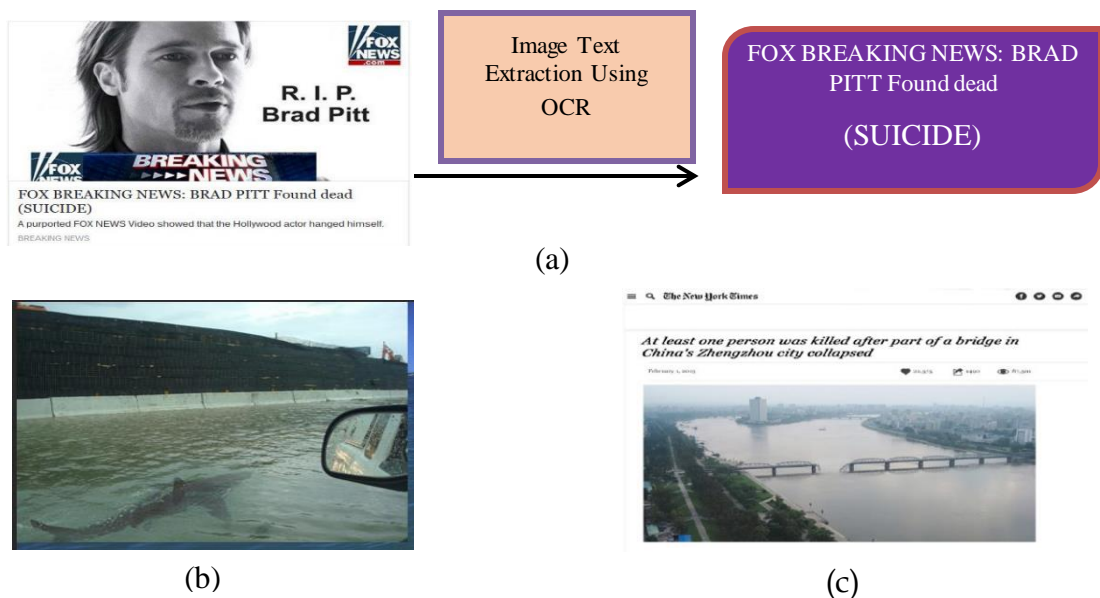 FOX
NEWS
.com
R. I. P.
Brad Pitt
FOX
NEWS
BREAKING
NEWS
FOX BREAKING NEWS: BRAD PITT Found dead
(SUICIDE)
A purported FOX NEWS Video showed that the Hollywood actor hanged himself.
BREAKING NEWS
Image Text
Extraction Using
OCR
FOX BREAKING NEWS: BRAD
PITT Found dead
(SUICIDE)
(a)
(b)
The New York Times
At least one person was killed after part of a bridge in
China's Zhengzhou city collapsed
(c)